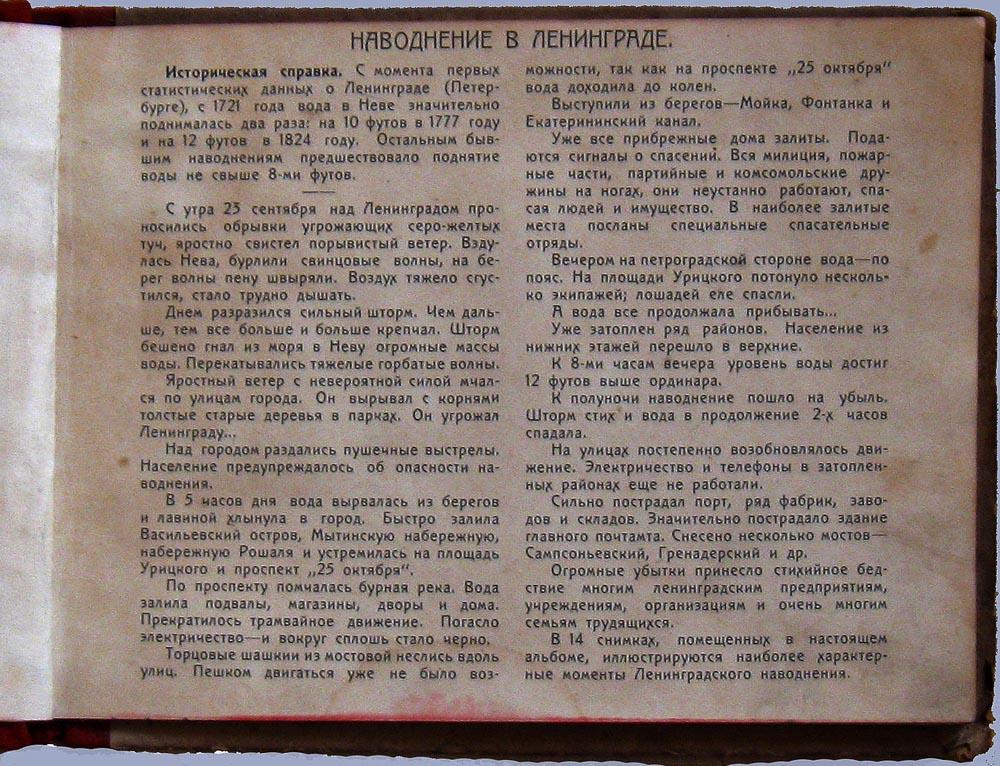 НАВОДНЕНИЕ В ЛЕНИНГРАДЕ.
Историческая справка. С момента первых
статистических данных о Ленинграде (Петер-
бурге), с 1721 года вода в Неве значительно
поднималась два раза: на 10 футов в 1777 году
и на 12 футов в 1824 году. Остальным быв-
шим наводнениям предшествовало поднятие
воды не свыше 8-ми футов.
С утра 23 сентября над Ленинградом про-
носились обрывки угрожающих серо-желтых
туч, яростно свистел порывистый ветер. Взду-
лась Нева, бурлили свинцовые волны, на бе-
рег волны пену швыряли. Воздух тяжело сгус-
тился, стало трудно дышать.
Днем разразился сильный шторм. Чем даль-
ше, тем все больше и больше крепчал. Шторм
бешено гнал из моря в Неву огромные массы
воды. Перекатывались тяжелые горбатые волны.
Яростный ветер с невероятной силой мчал-
ся по улицам города. Он вырывал с корнями
толстые старые деревья в парчах. Он угрожал
Ленинграду...
Над городом раздались пушечные выстрелы.
Население предупреждалось об опасности на-
воднения.
В 5 часов дня вода вырвалась из берегов
и лавиной хлынула в город. Быстро залила
Васильевский остров, Мытинскую набережную,
набережную Рошаля и устремилась на площадь
Урицкого и проспект „25 октября“.
По проспекту помчалась бурная река. Вода
залила подвалы, магазины, дворы и дома.
Прекратилось трамвайное движение. Погасло
электричество—и вокруг сплошь стало черно.
Торцовые шашкии из мостовой неслись вдоль
улиц. Пешком двигаться уже не было воз-
можности, так как на проспекте „25 октября“
вода доходила до колен.
Выступили из берегов—Мойка, Фонтанка и
Екатерининский канал.
Уже все прибрежные дома залиты. Пода-
ются сигналы о спасений. Вся милиция, пожар-
ные части, партийные и комсомольские дру-
жины на ногах, они неустанно работают, спа-
сая людей и имущество. В наиболее залитые
места посланы специальные спасательные
отряды.
Вечером на петроградской стороне вода—по
пояс. На площади Урицкого потонуло несколь-
ко экипажей; лошадей еле спасли.
А вода все продолжала прибывать...
Уже затоплен ряд районов. Население из
нижних этажей перешло в верхние.
К 8-ми часам вечера уровень воды достиг
12 футов выше ординара.
К полуночи наводнение пошло на убыль.
Шторм стих и вода в продолжение 2-х часов
спадала.
На улицах постепенно возобновлялось дви-
жение. Электричество и телефоны в затоплен-
ных районах еще не работали.
Сильно пострадал порт, ряд фабрик, заво-
дов и складов. Значительно пострадало здание
главного почтамта. Снесено несколько мостов—
Сампсоньевский, Гренадерский и др.
Огромные убытки принесло стихийное бед-
ствие многим ленинградским предприятиям,
учреждениям, организациям и очень многим
семьям трудящихся.
В 14 снимках, помещенных в настоящем
альбоме, иллюстрируются наиболее характер-
ные моменты Ленинградского наводнения.